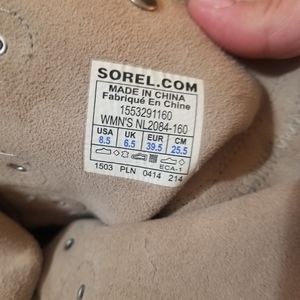 SOREL.COM
MADE IN CHINA
Fabriqué En Chine
1553291160
WMN'S NL2084-160
USA UK EUR CM
8.5 6.5 39.5 25.5
ECA-1
1503 PLN 0414 214